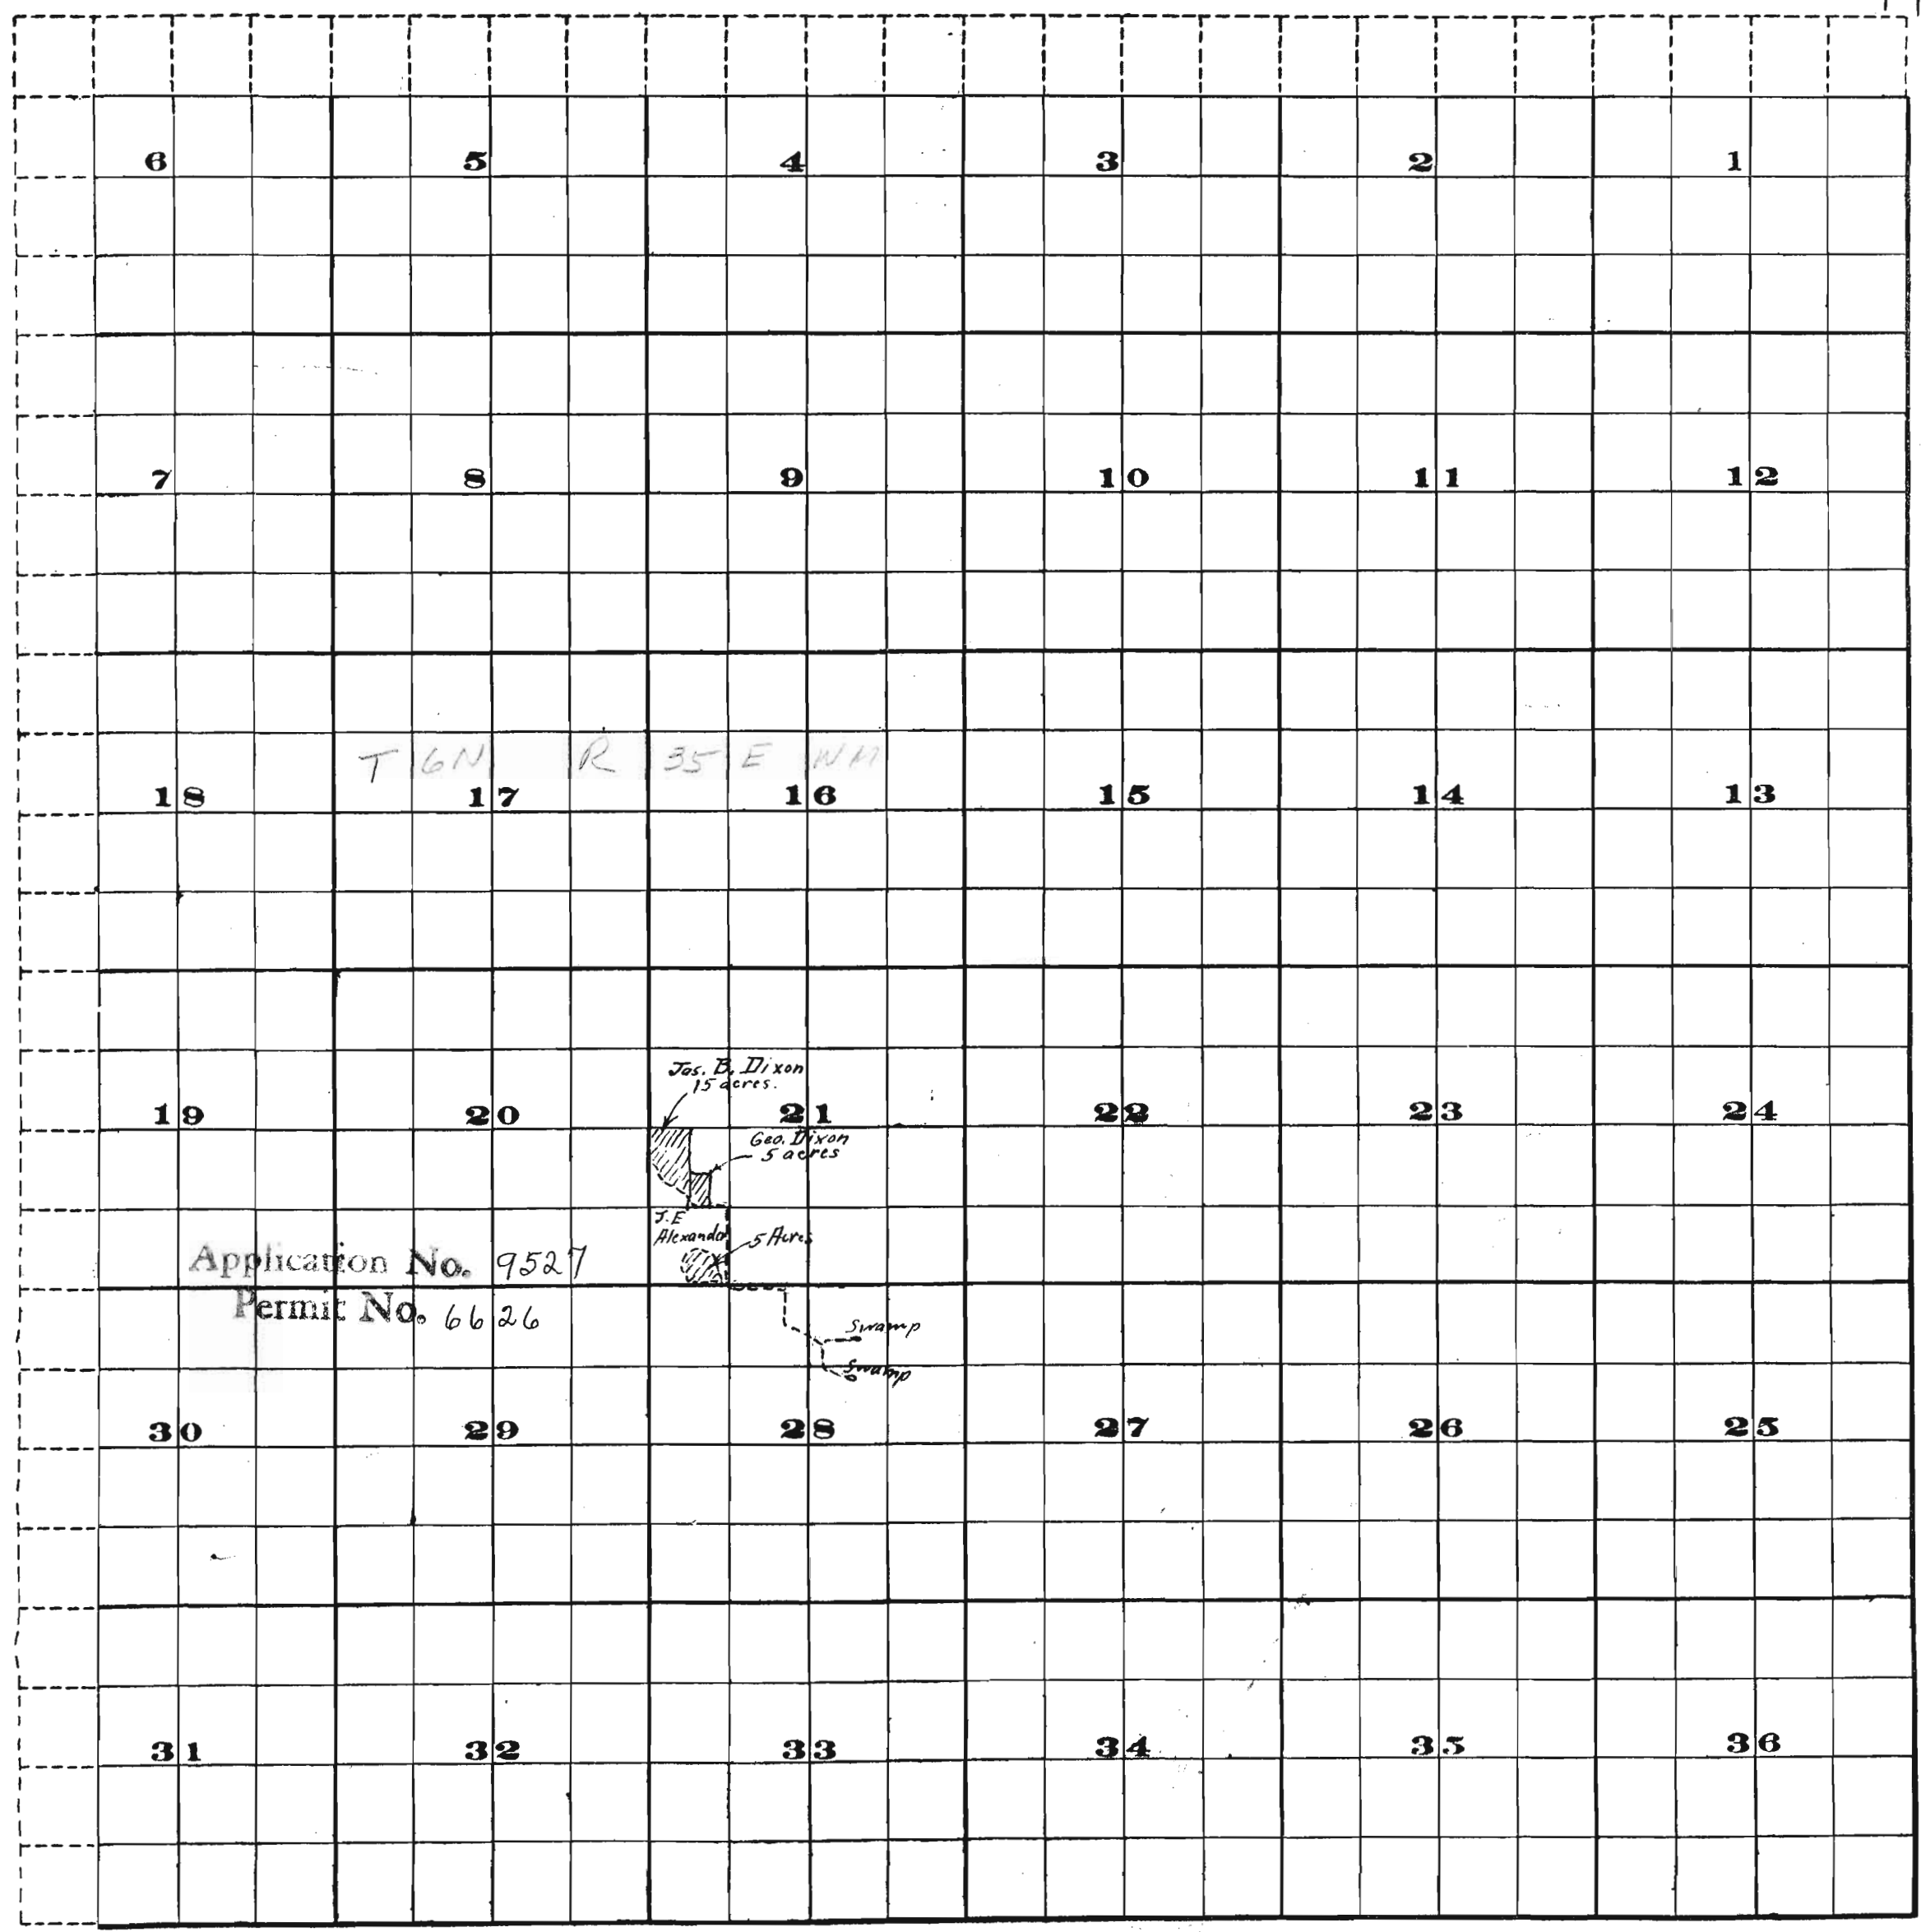 6 5 4 3 2 1
7 8 9 10 11 12
T 6N R 35 E WM
18 17 16 15 14 13
Jas. B. Dixon
15 acres.
19 20 21 22 23 24
Geo. Dixon
5 acres
J.E
Alexander
5 Acres
Application No. 9527
Permit No. 6626
Swamp
Swamp
30 29 28 27 26 25
31 32 33 34 35 36